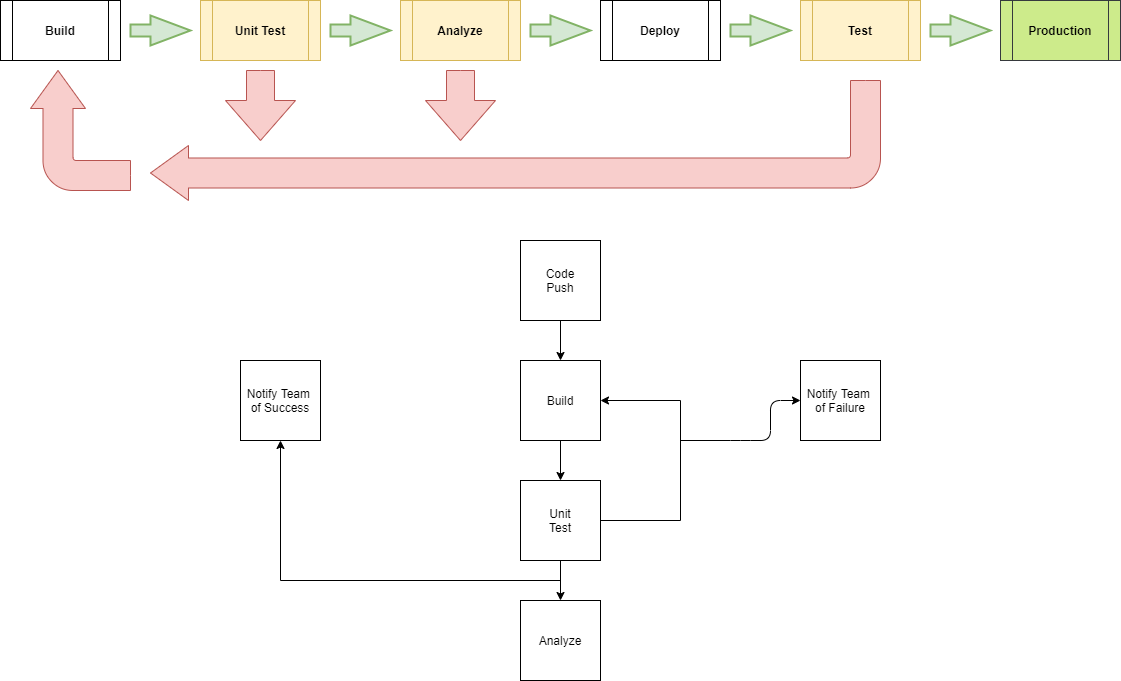 Build
Unit Test
Analyze
Deploy
Test
Production
Code
Push
Notify Team
of Success
Build
Notify Team
of Failure
Unit
Test
Analyze